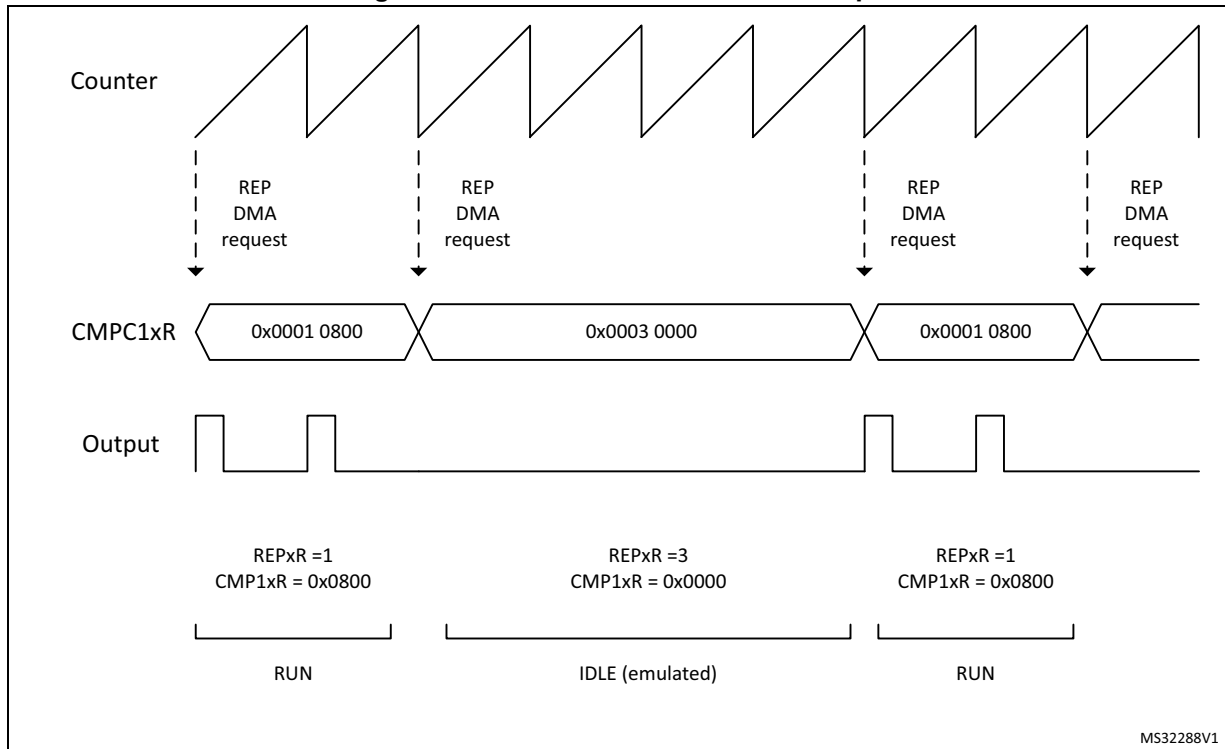 Counter
REP
DMA
request
REP
DMA
request
REP
DMA
request
REP
DMA
request
CMPC1xR
0x0001 0800
0x0003 0000
0x0001 0800
Output
REPxR =1
CMP1xR = 0x0800
REPxR =3
CMP1xR = 0x0000
REPxR =1
CMP1xR = 0x0800
RUN
IDLE (emulated)
RUN
MS32288V1